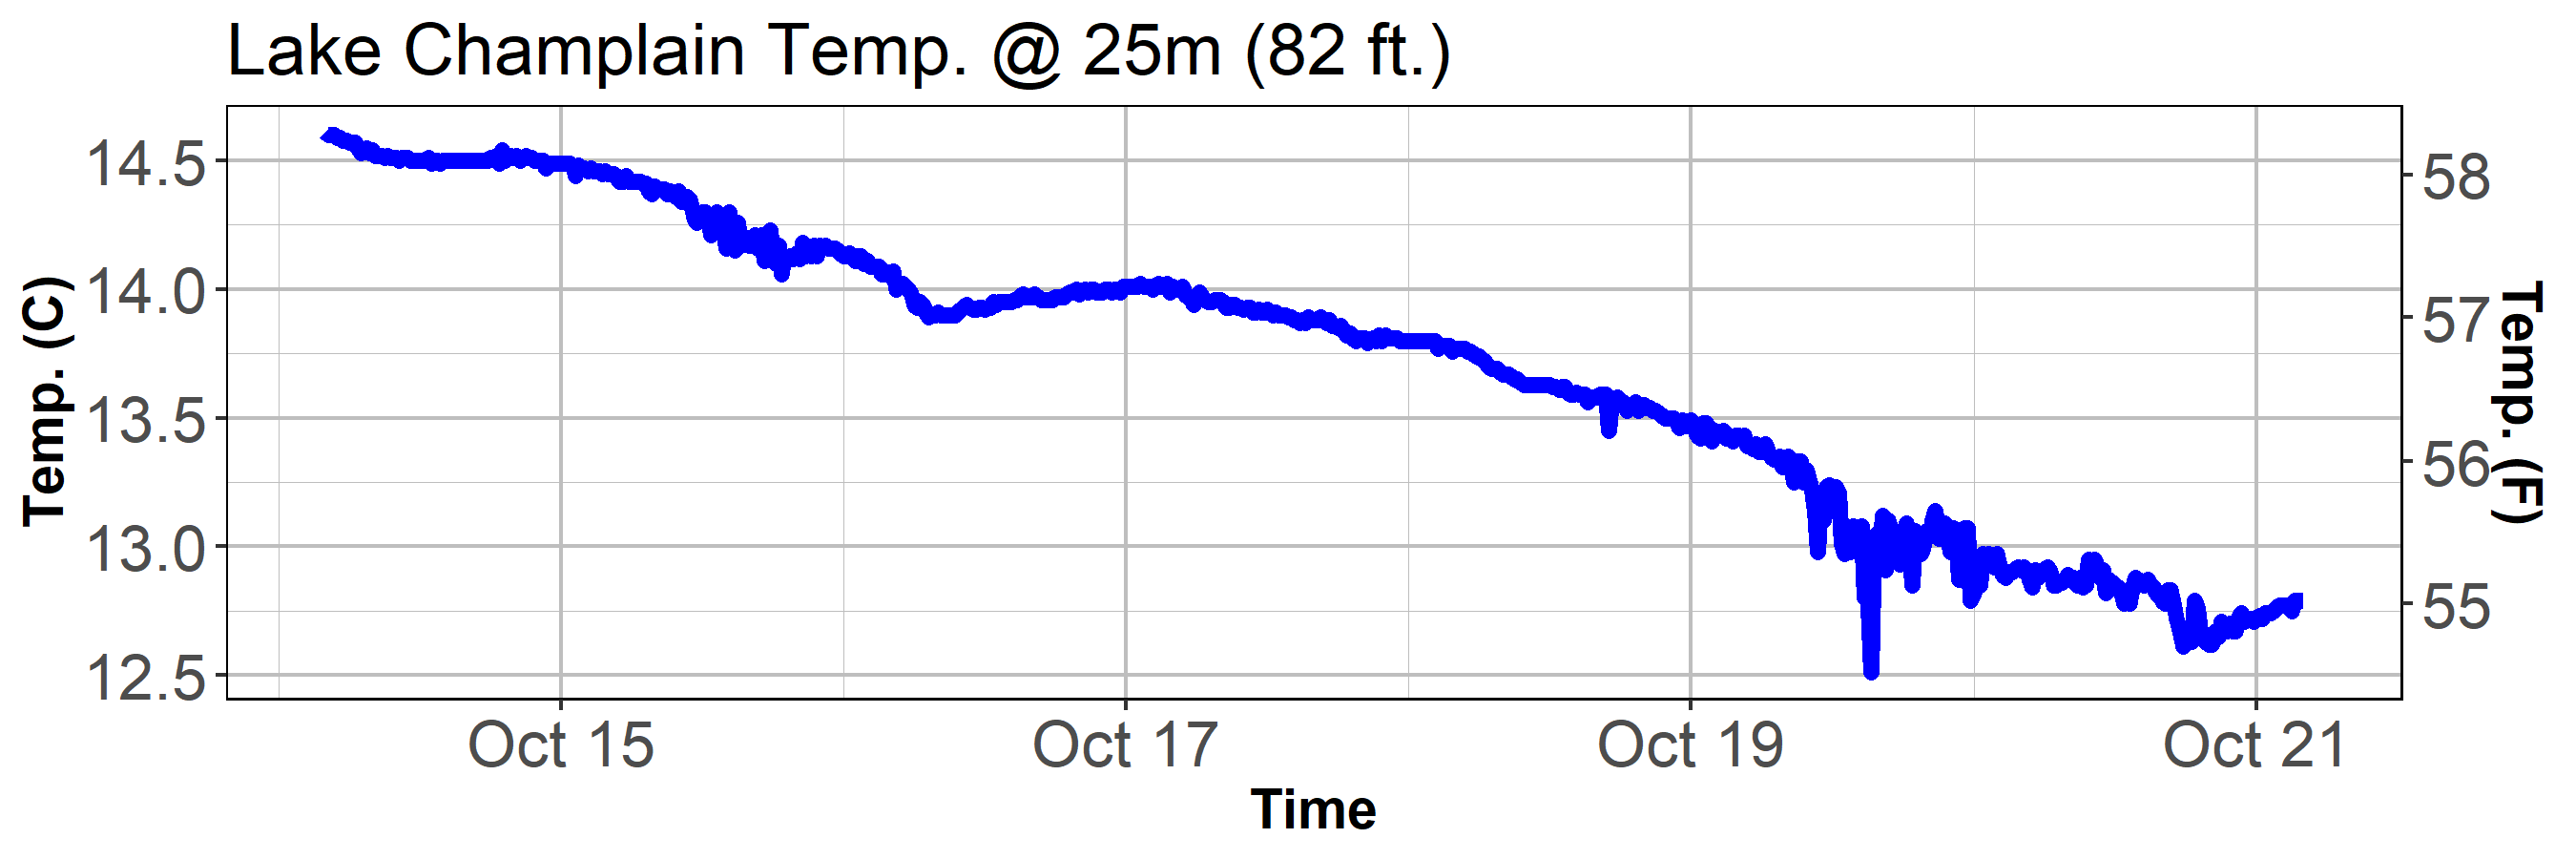 Lake Champlain Temp. @ 25m (82 ft.)
Temp. (C)
14.5
14.0
13.5
13.0
12.5
58
57
56
55
Temp. (F)
Oct 15
Oct 17
Oct 19
Oct 21
Time